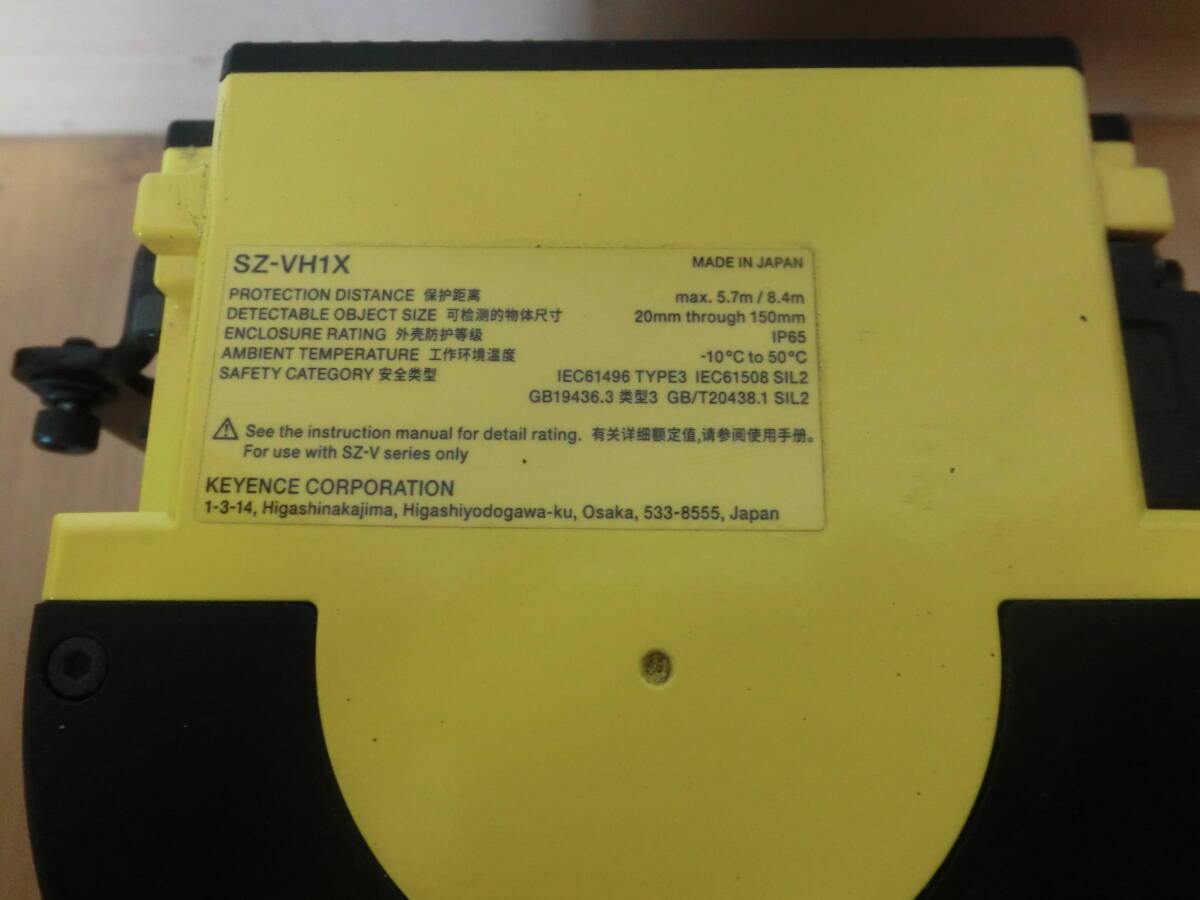 SZ-VH1X MADE IN JAPAN
PROTECTION DISTANCE 保护距离 max. 5.7m / 8.4m
DETECTABLE OBJECT SIZE 可检测的物体尺寸 20mm through 150mm
ENCLOSURE RATING 外壳防护等级 IP65
AMBIENT TEMPERATURE 工作环境温度 -10°C to 50°C
SAFETY CATEGORY 安全类型 IEC61496 TYPE3 IEC61508 SIL2
GB19436.3 类型3 GB/T20438.1 SIL2
See the instruction manual for detail rating. 有关详细额定值,请参阅使用手册。
For use with SZ-V series only
KEYENCE CORPORATION
1-3-14, Higashinakajima, Higashiyodogawa-ku, Osaka, 533-8555, Japan